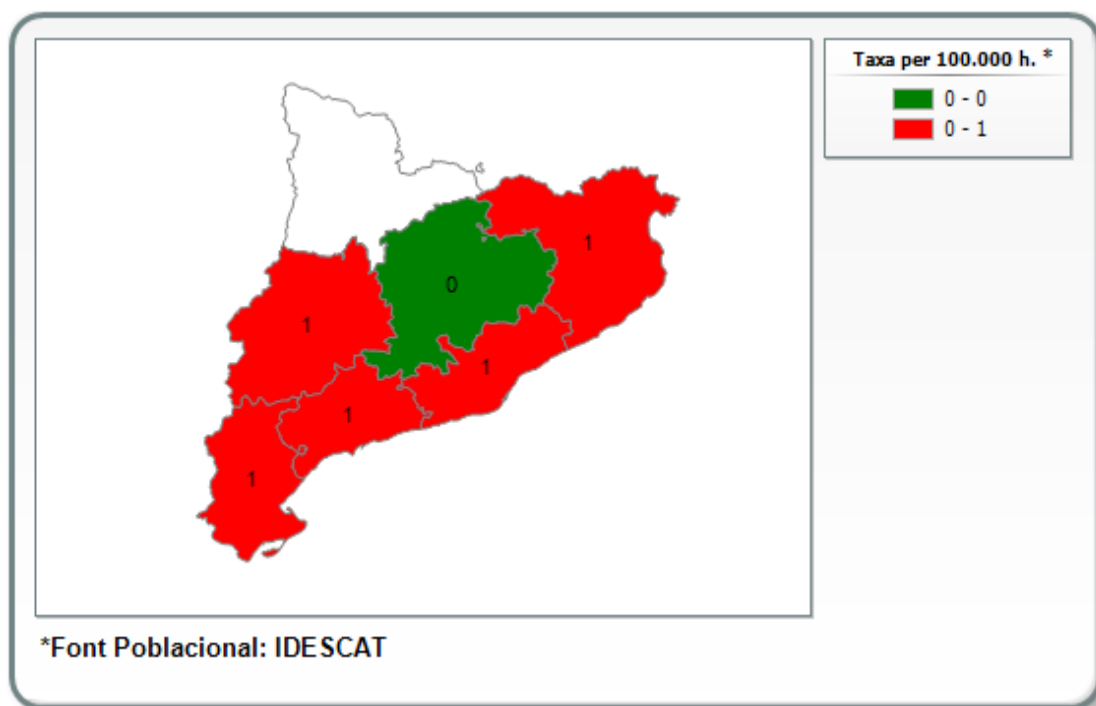 Taxa per 100.000 h. *
0 - 0
0 - 1
1
0
1
1
1
1
*Font Poblacional: IDESCAT